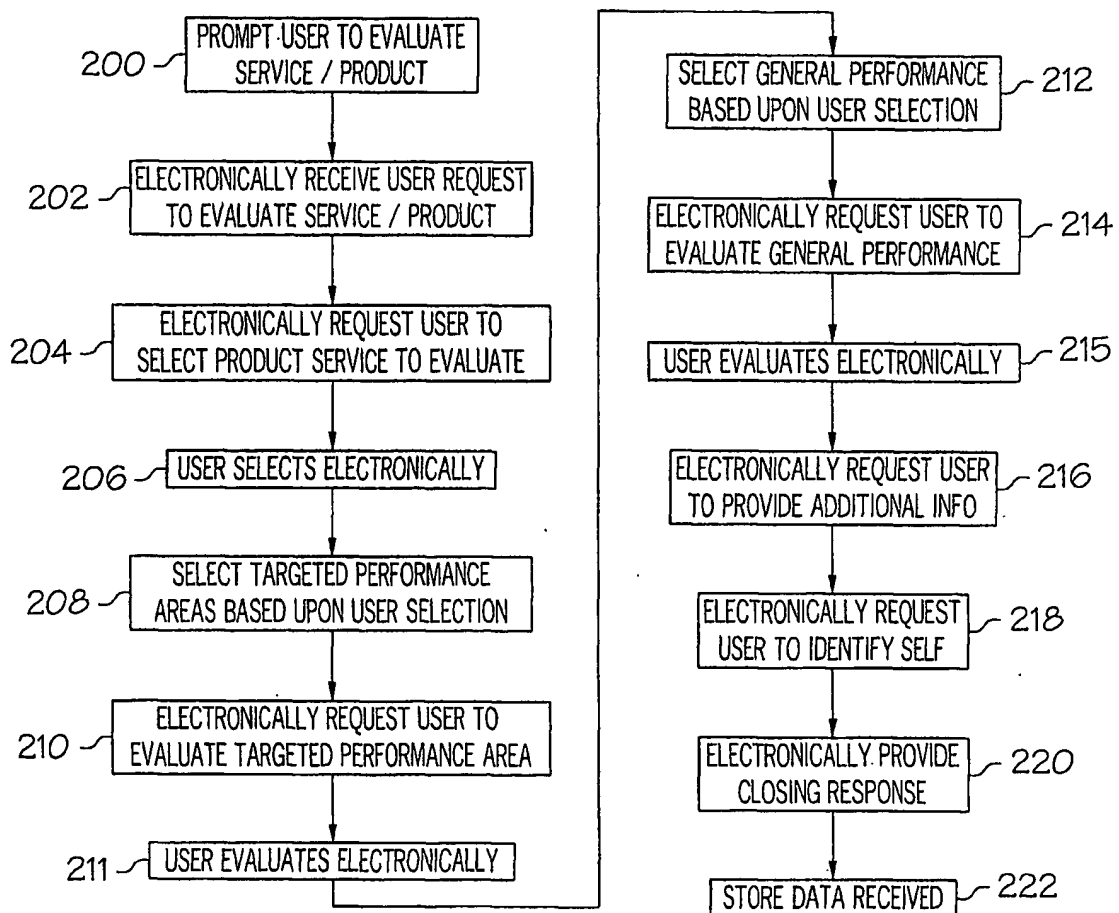 200
PROMPT USER TO EVALUATE
SERVICE / PRODUCT
202
ELECTRONICALLY RECEIVE USER REQUEST
TO EVALUATE SERVICE / PRODUCT
204
ELECTRONICALLY REQUEST USER TO
SELECT PRODUCT SERVICE TO EVALUATE
206
USER SELECTS ELECTRONICALLY
208
SELECT TARGETED PERFORMANCE
AREAS BASED UPON USER SELECTION
210
ELECTRONICALLY REQUEST USER TO
EVALUATE TARGETED PERFORMANCE AREA
211
USER EVALUATES ELECTRONICALLY
SELECT GENERAL PERFORMANCE
BASED UPON USER SELECTION
212
ELECTRONICALLY REQUEST USER TO
EVALUATE GENERAL PERFORMANCE
214
USER EVALUATES ELECTRONICALLY
215
ELECTRONICALLY REQUEST USER
TO PROVIDE ADDITIONAL INFO
216
ELECTRONICALLY REQUEST
USER TO IDENTIFY SELF
218
ELECTRONICALLY PROVIDE
CLOSING RESPONSE
220
STORE DATA RECEIVED
222